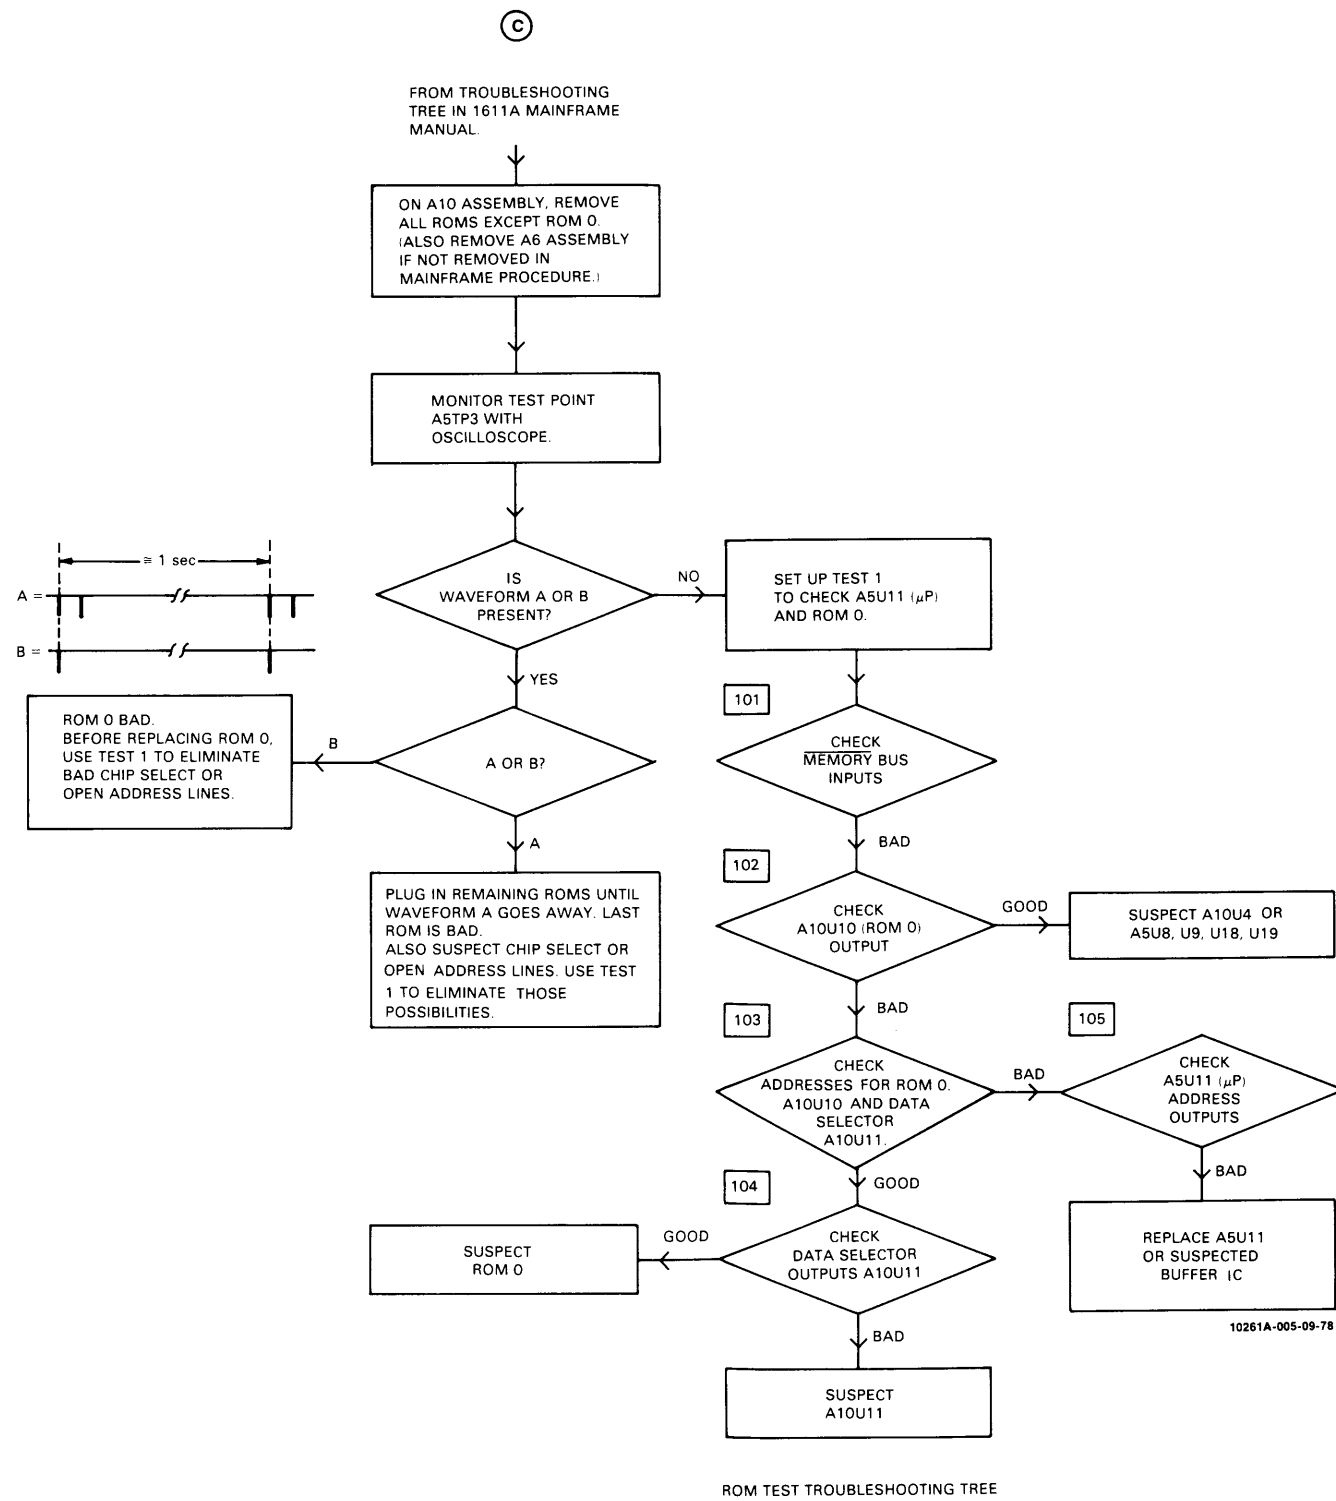 C
FROM TROUBLESHOOTING
TREE IN 1611A MAINFRAME
MANUAL.
ON A10 ASSEMBLY, REMOVE
ALL ROMS EXCEPT ROM 0.
(ALSO REMOVE A6 ASSEMBLY
IF NOT REMOVED IN
MAINFRAME PROCEDURE.)
MONITOR TEST POINT
A5TP3 WITH
OSCILLOSCOPE.
≅ 1 sec
A =
B =
IS
WAVEFORM A OR B
PRESENT?
NO
SET UP TEST 1
TO CHECK A5U11 (μP)
AND ROM 0.
YES
ROM 0 BAD.
BEFORE REPLACING ROM 0,
USE TEST 1 TO ELIMINATE
BAD CHIP SELECT OR
OPEN ADDRESS LINES.
B
A OR B?
A
PLUG IN REMAINING ROMS UNTIL
WAVEFORM A GOES AWAY. LAST
ROM IS BAD.
ALSO SUSPECT CHIP SELECT OR
OPEN ADDRESS LINES. USE TEST
1 TO ELIMINATE THOSE
POSSIBILITIES.
101
CHECK
MEMORY BUS
INPUTS
BAD
102
CHECK
A10U10 (ROM 0)
OUTPUT
GOOD
SUSPECT A10U4 OR
A5U8, U9, U18, U19
BAD
103
CHECK
ADDRESSES FOR ROM 0.
A10U10 AND DATA
SELECTOR
A10U11.
BAD
105
CHECK
A5U11 (μP)
ADDRESS
OUTPUTS
BAD
REPLACE A5U11
OR SUSPECTED
BUFFER IC
GOOD
104
CHECK
DATA SELECTOR
OUTPUTS A10U11
GOOD
SUSPECT
ROM 0
BAD
SUSPECT
A10U11
10261A-005-09-78
ROM TEST TROUBLESHOOTING TREE